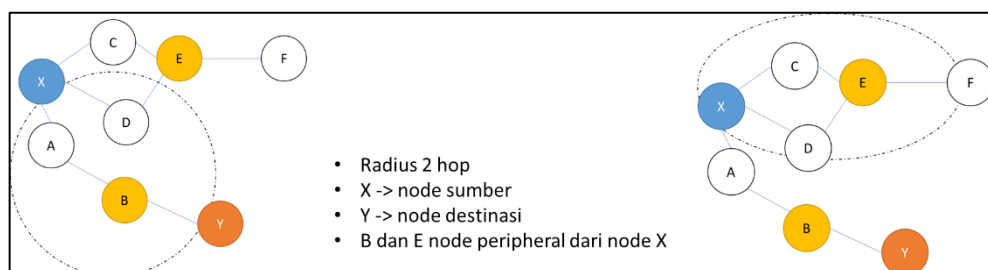 C
E
F
X
D
A
B
Y
• Radius 2 hop
• X -> node sumber
• Y -> node destinasi
• B dan E node peripheral dari node X
C
E
F
X
D
A
B
Y